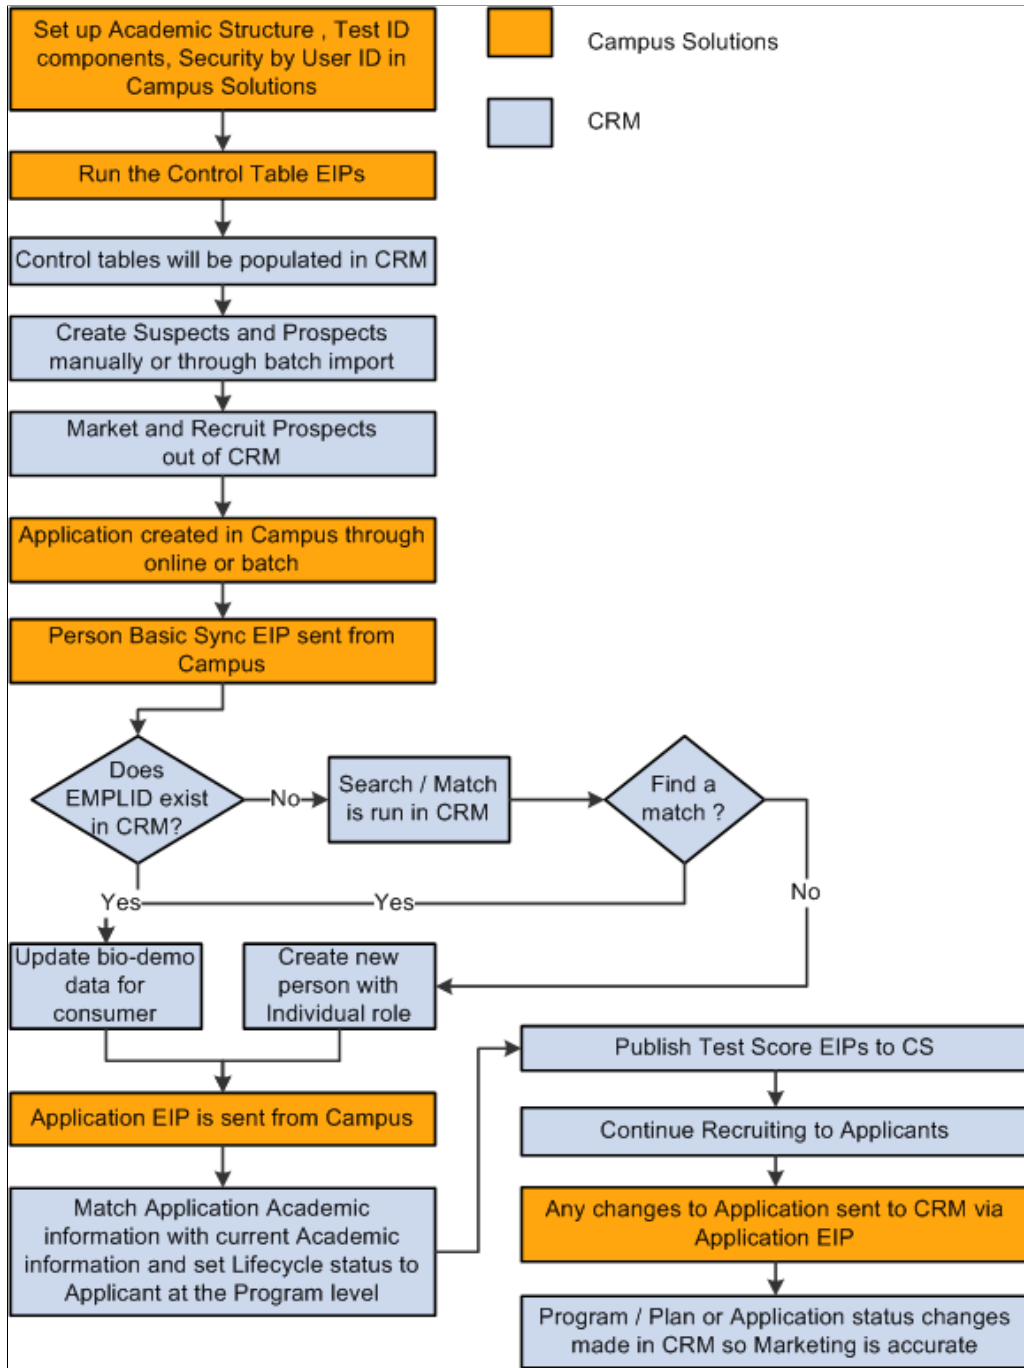 Set up Academic Structure , Test ID
components, Security by User ID in
Campus Solutions
Campus Solutions
CRM
Run the Control Table EIPs
Control tables will be populated in CRM
Create Suspects and Prospects
manually or through batch import
Market and Recruit Prospects
out of CRM
Application created in Campus through
online or batch
Person Basic Sync EIP sent from
Campus
Does
EMPLID exist
in CRM?
No
Search / Match
is run in CRM
Find a
match ?
No
Yes
Yes
Update bio-demo
data for
consumer
Create new
person with
Individual role
Application EIP is sent from Campus
Match Application Academic
information with current Academic
information and set Lifecycle status to
Applicant at the Program level
Publish Test Score EIPs to CS
Continue Recruiting to Applicants
Any changes to Application sent to CRM via
Application EIP
Program / Plan or Application status changes
made in CRM so Marketing is accurate